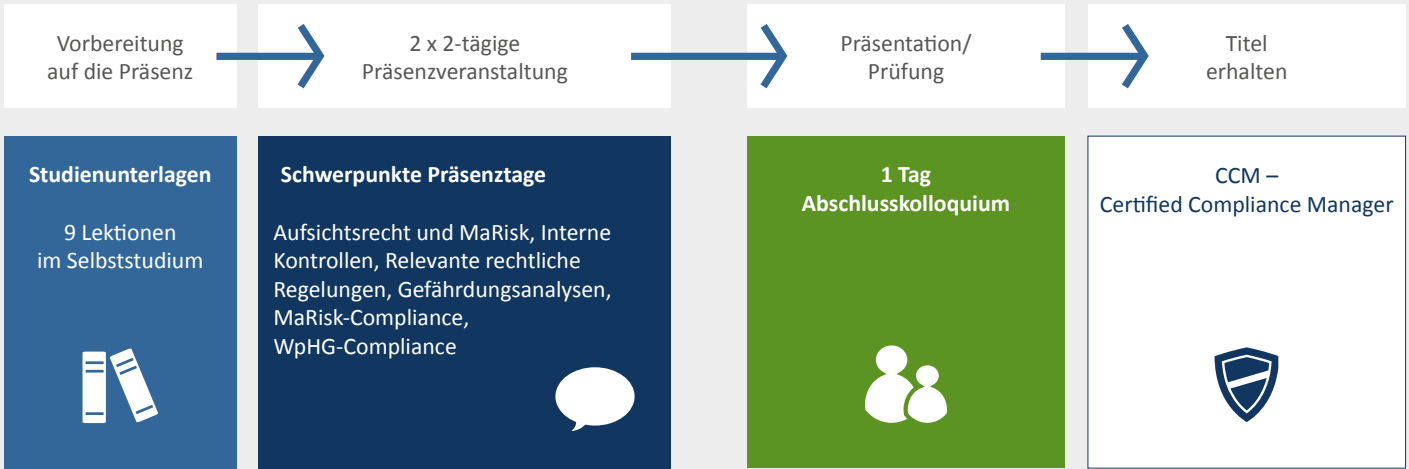 Vorbereitung
auf die Präsenz
2 x 2-tägige
Präsenzveranstaltung
Präsentation/
Prüfung
Titel
erhalten
Studienunterlagen
9 Lektionen
im Selbststudium
Schwerpunkte Präsenztage
Aufsichtsrecht und MaRisk, Interne
Kontrollen, Relevante rechtliche
Regelungen, Gefährdungsanalysen,
MaRisk-Compliance,
WpHG-Compliance
1 Tag
Abschlusskolloquium
CCM –
Certified Compliance Manager